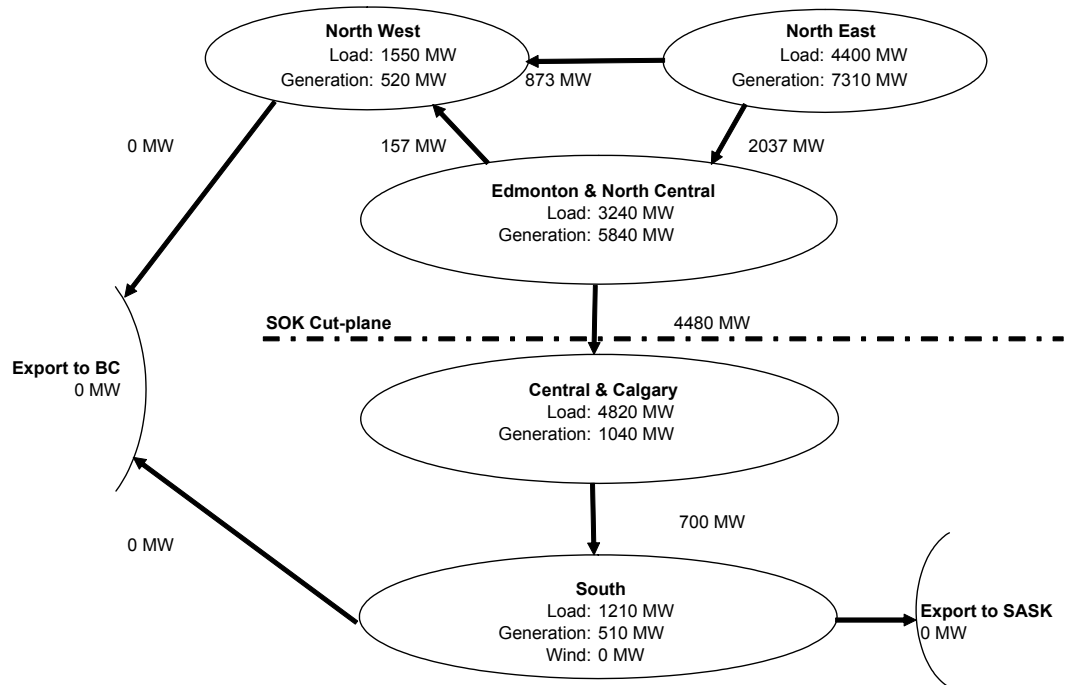 North West
Load: 1550 MW
Generation: 520 MW
North East
Load: 4400 MW
Generation: 7310 MW
873 MW
0 MW
157 MW
2037 MW
Edmonton & North Central
Load: 3240 MW
Generation: 5840 MW
SOK Cut-plane
4480 MW
Export to BC
0 MW
Central & Calgary
Load: 4820 MW
Generation: 1040 MW
700 MW
0 MW
South
Load: 1210 MW
Generation: 510 MW
Wind: 0 MW
Export to SASK
0 MW